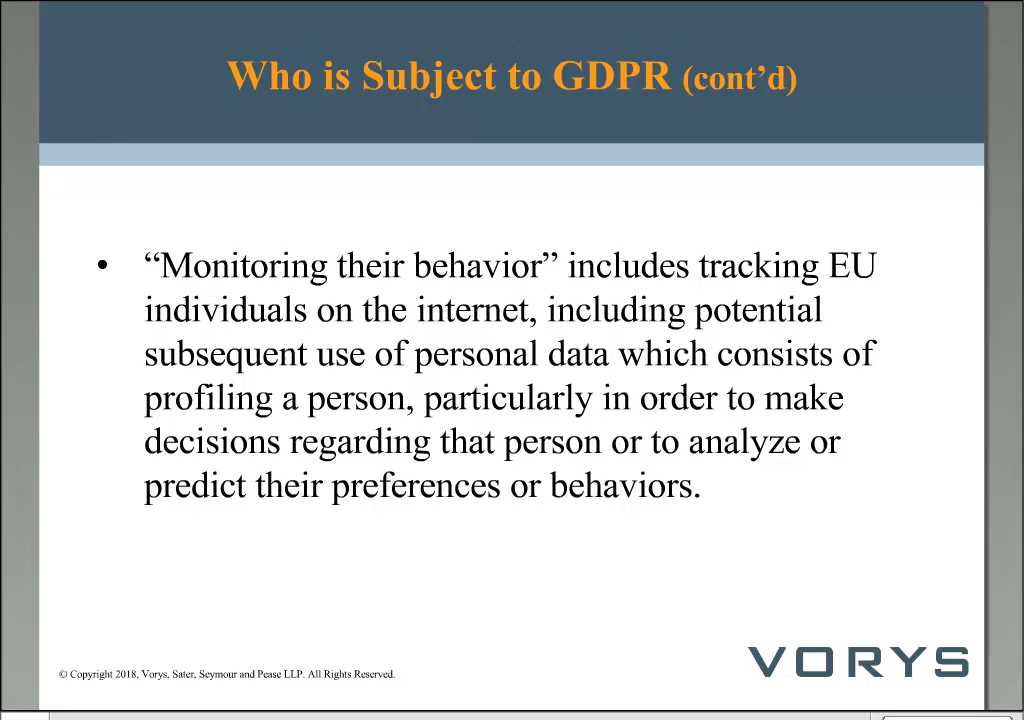 Who is Subject to GDPR (cont’d)
• “Monitoring their behavior” includes tracking EU
individuals on the internet, including potential
subsequent use of personal data which consists of
profiling a person, particularly in order to make
decisions regarding that person or to analyze or
predict their preferences or behaviors.
© Copyright 2018, Vorys, Sater, Seymour and Pease LLP. All Rights Reserved.
VORYS